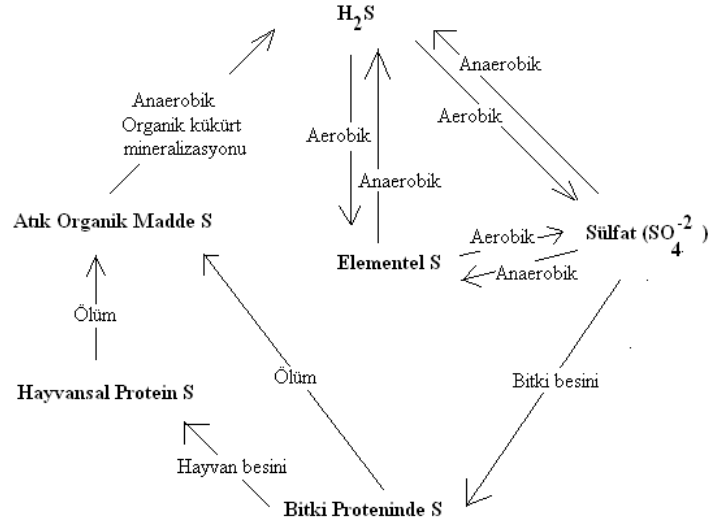 H2S
Anaerobik
Aerobik
Anaerobik
Organik kükürt
mineralizasyonu
Aerobik
Anaerobik
Atık Organik Madde S
Elementel S
Aerobik
Anaerobik
Sülfat (SO4-2)
Ölüm
Ölüm
Bitki besini
Hayvansal Protein S
Hayvan besini
Bitki Proteninde S